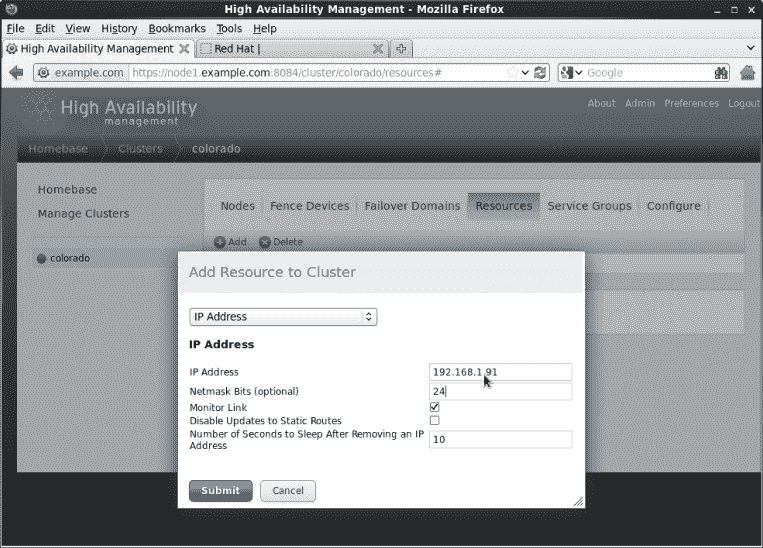 High Availability Management - Mozilla Firefox
File Edit View History Bookmarks Tools Help
High Availability Management Red Hat |
example.com https://node1.example.com:8084/cluster/colorado/resources# Google
High Availability
management
About Admin Preferences Logout
Homebase Clusters colorado
Homebase
Manage Clusters
colorado
Nodes Fence Devices Failover Domains Resources Service Groups Configure
Add Delete
Add Resource to Cluster
IP Address
IP Address
IP Address 192.168.1.91
Netmask Bits (optional) 24
Monitor Link
Disable Updates to Static Routes
Number of Seconds to Sleep After Removing an IP
Address 10
Submit Cancel